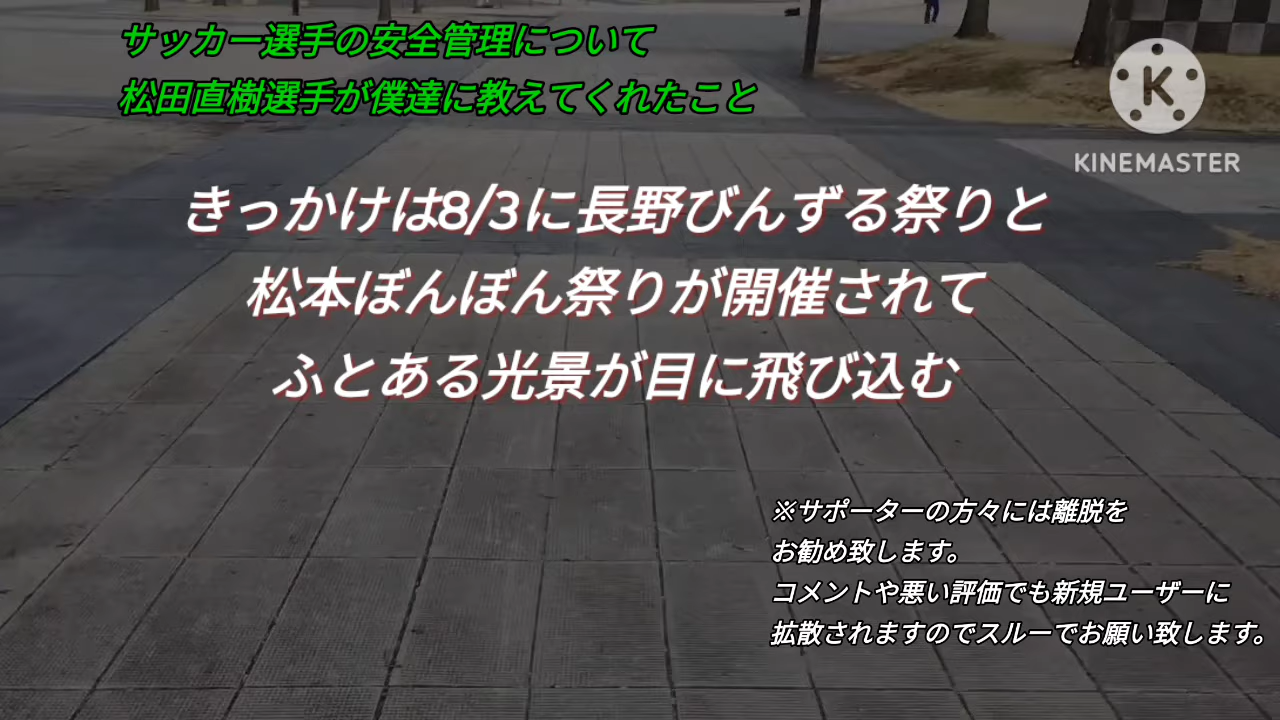 サッカー選手の安全管理について
松田直樹選手が僕達に教えてくれたこと
KINEMASTER
きっかけは8/3に長野びんずる祭りと
松本ぼんぼん祭りが開催されて
ふとある光景が目に飛び込む
※サポーターの方々には離脱を
お勧め致します。
コメントや悪い評価でも新規ユーザーに
拡散されますのでスルーでお願い致します。